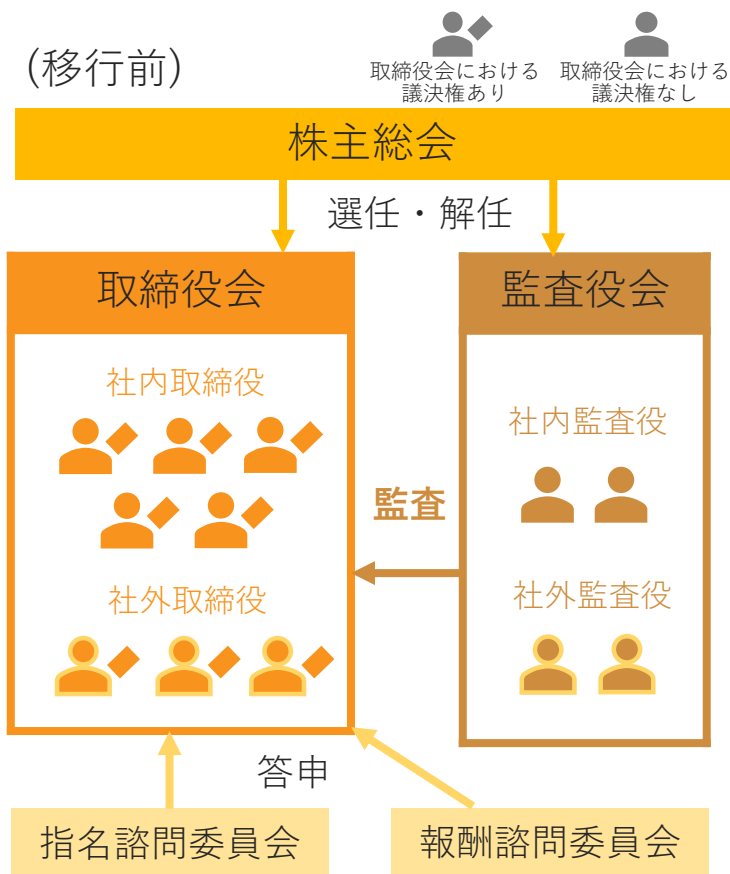 (移行前)
取締役会における
議決権あり
取締役会における
議決権なし
株主総会
選任・解任
取締役会
監査役会
社内取締役
社内監査役
監査
社外取締役
社外監査役
答申
指名諮問委員会
報酬諮問委員会